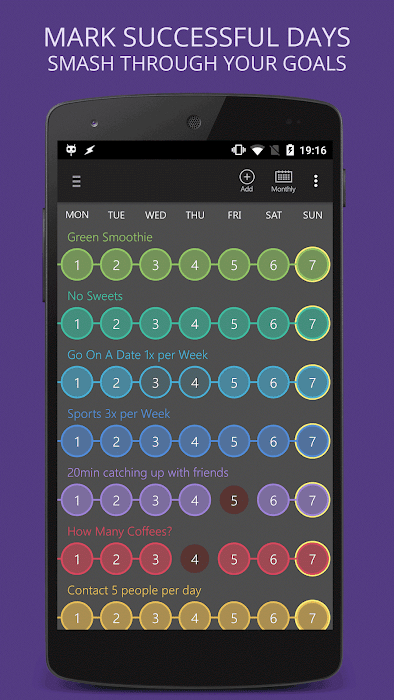 MARK SUCCESSFUL DAYS
SMASH THROUGH YOUR GOALS
19:16
Add
Monthly
MON TUE WED THU FRI SAT SUN
Green Smoothie
1 2 3 4 5 6 7
No Sweets
1 2 3 4 5 6 7
Go On A Date 1x per Week
1 2 3 4 5 6 7
Sports 3x per Week
1 2 3 4 5 6 7
20min catching up with friends
1 2 3 4 5 6 7
How Many Coffees?
1 2 3 4 5 6 7
Contact 5 people per day
1 2 3 4 5 6 7